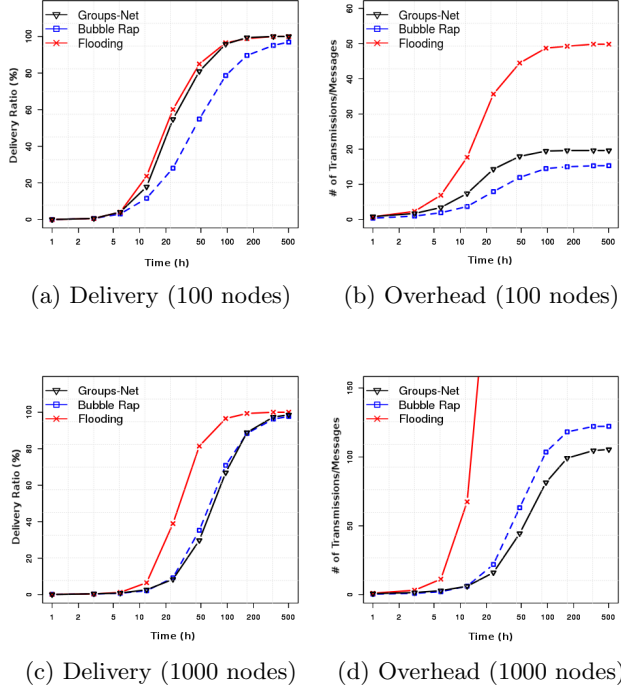 Groups-Net
Bubble Rap
Flooding
Delivery Ratio (%)
0 20 40 60 80 100
1 2 5 10 20 50 100 200 500
Time (h)
(a) Delivery (100 nodes)
Groups-Net
Bubble Rap
Flooding
# of Transmissions/Messages
0 10 20 30 40 50 60
1 2 5 10 20 50 100 200 500
Time (h)
(b) Overhead (100 nodes)
Groups-Net
Bubble Rap
Flooding
Delivery Ratio (%)
0 20 40 60 80 100
1 2 5 10 20 50 100 200 500
Time (h)
(c) Delivery (1000 nodes)
Groups-Net
Bubble Rap
Flooding
# of Transmissions/Messages
0 50 100 150
1 2 5 10 20 50 100 200 500
Time (h)
(d) Overhead (1000 nodes)